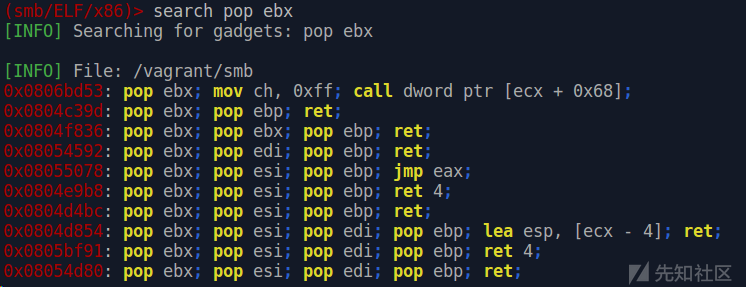 (smb/ELF/x86)> search pop ebx
[INFO] Searching for gadgets: pop ebx
[INFO] File: /vagrant/smb
0x0806bd53: pop ebx; mov ch, 0xff; call dword ptr [ecx + 0x68];
0x0804c39d: pop ebx; pop ebp; ret;
0x0804f836: pop ebx; pop ebx; pop ebp; ret;
0x08054592: pop ebx; pop edi; pop ebp; ret;
0x08055078: pop ebx; pop esi; pop ebp; jmp eax;
0x0804e9b8: pop ebx; pop esi; pop ebp; ret 4;
0x0804d4bc: pop ebx; pop esi; pop ebp; ret;
0x0804d854: pop ebx; pop esi; pop edi; pop ebp; lea esp, [ecx - 4]; ret;
0x0805bf91: pop ebx; pop esi; pop edi; pop ebp; ret 4;
0x08054d80: pop ebx; pop esi; pop edi; pop ebp; ret;
先知社区